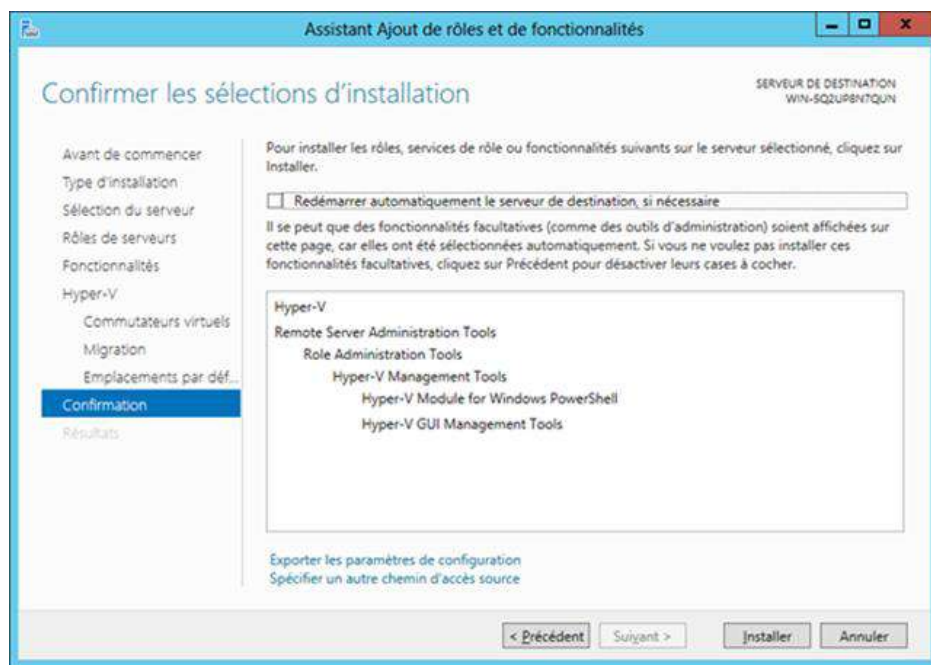 Assistant Ajout de rôles et de fonctionnalités
Confirmer les sélections d'installation
SERVEUR DE DESTINATION
WIN-SQ2UP8N7QUN
Avant de commencer
Type d'installation
Sélection du serveur
Rôles de serveurs
Fonctionnalités
Hyper-V
Commutateurs virtuels
Migration
Emplacements par déf...
Confirmation
Résultats
Pour installer les rôles, services de rôle ou fonctionnalités suivants sur le serveur sélectionné, cliquez sur
Installer.
Redémarrer automatiquement le serveur de destination, si nécessaire
Il se peut que des fonctionnalités facultatives (comme des outils d'administration) soient affichées sur
cette page, car elles ont été sélectionnées automatiquement. Si vous ne voulez pas installer ces
fonctionnalités facultatives, cliquez sur Précédent pour désactiver leurs cases à cocher.
Hyper-V
Remote Server Administration Tools
Role Administration Tools
Hyper-V Management Tools
Hyper-V Module for Windows PowerShell
Hyper-V GUI Management Tools
Exporter les paramètres de configuration
Spécifier un autre chemin d'accès source
< Précédent
Suivant >
Installer
Annuler